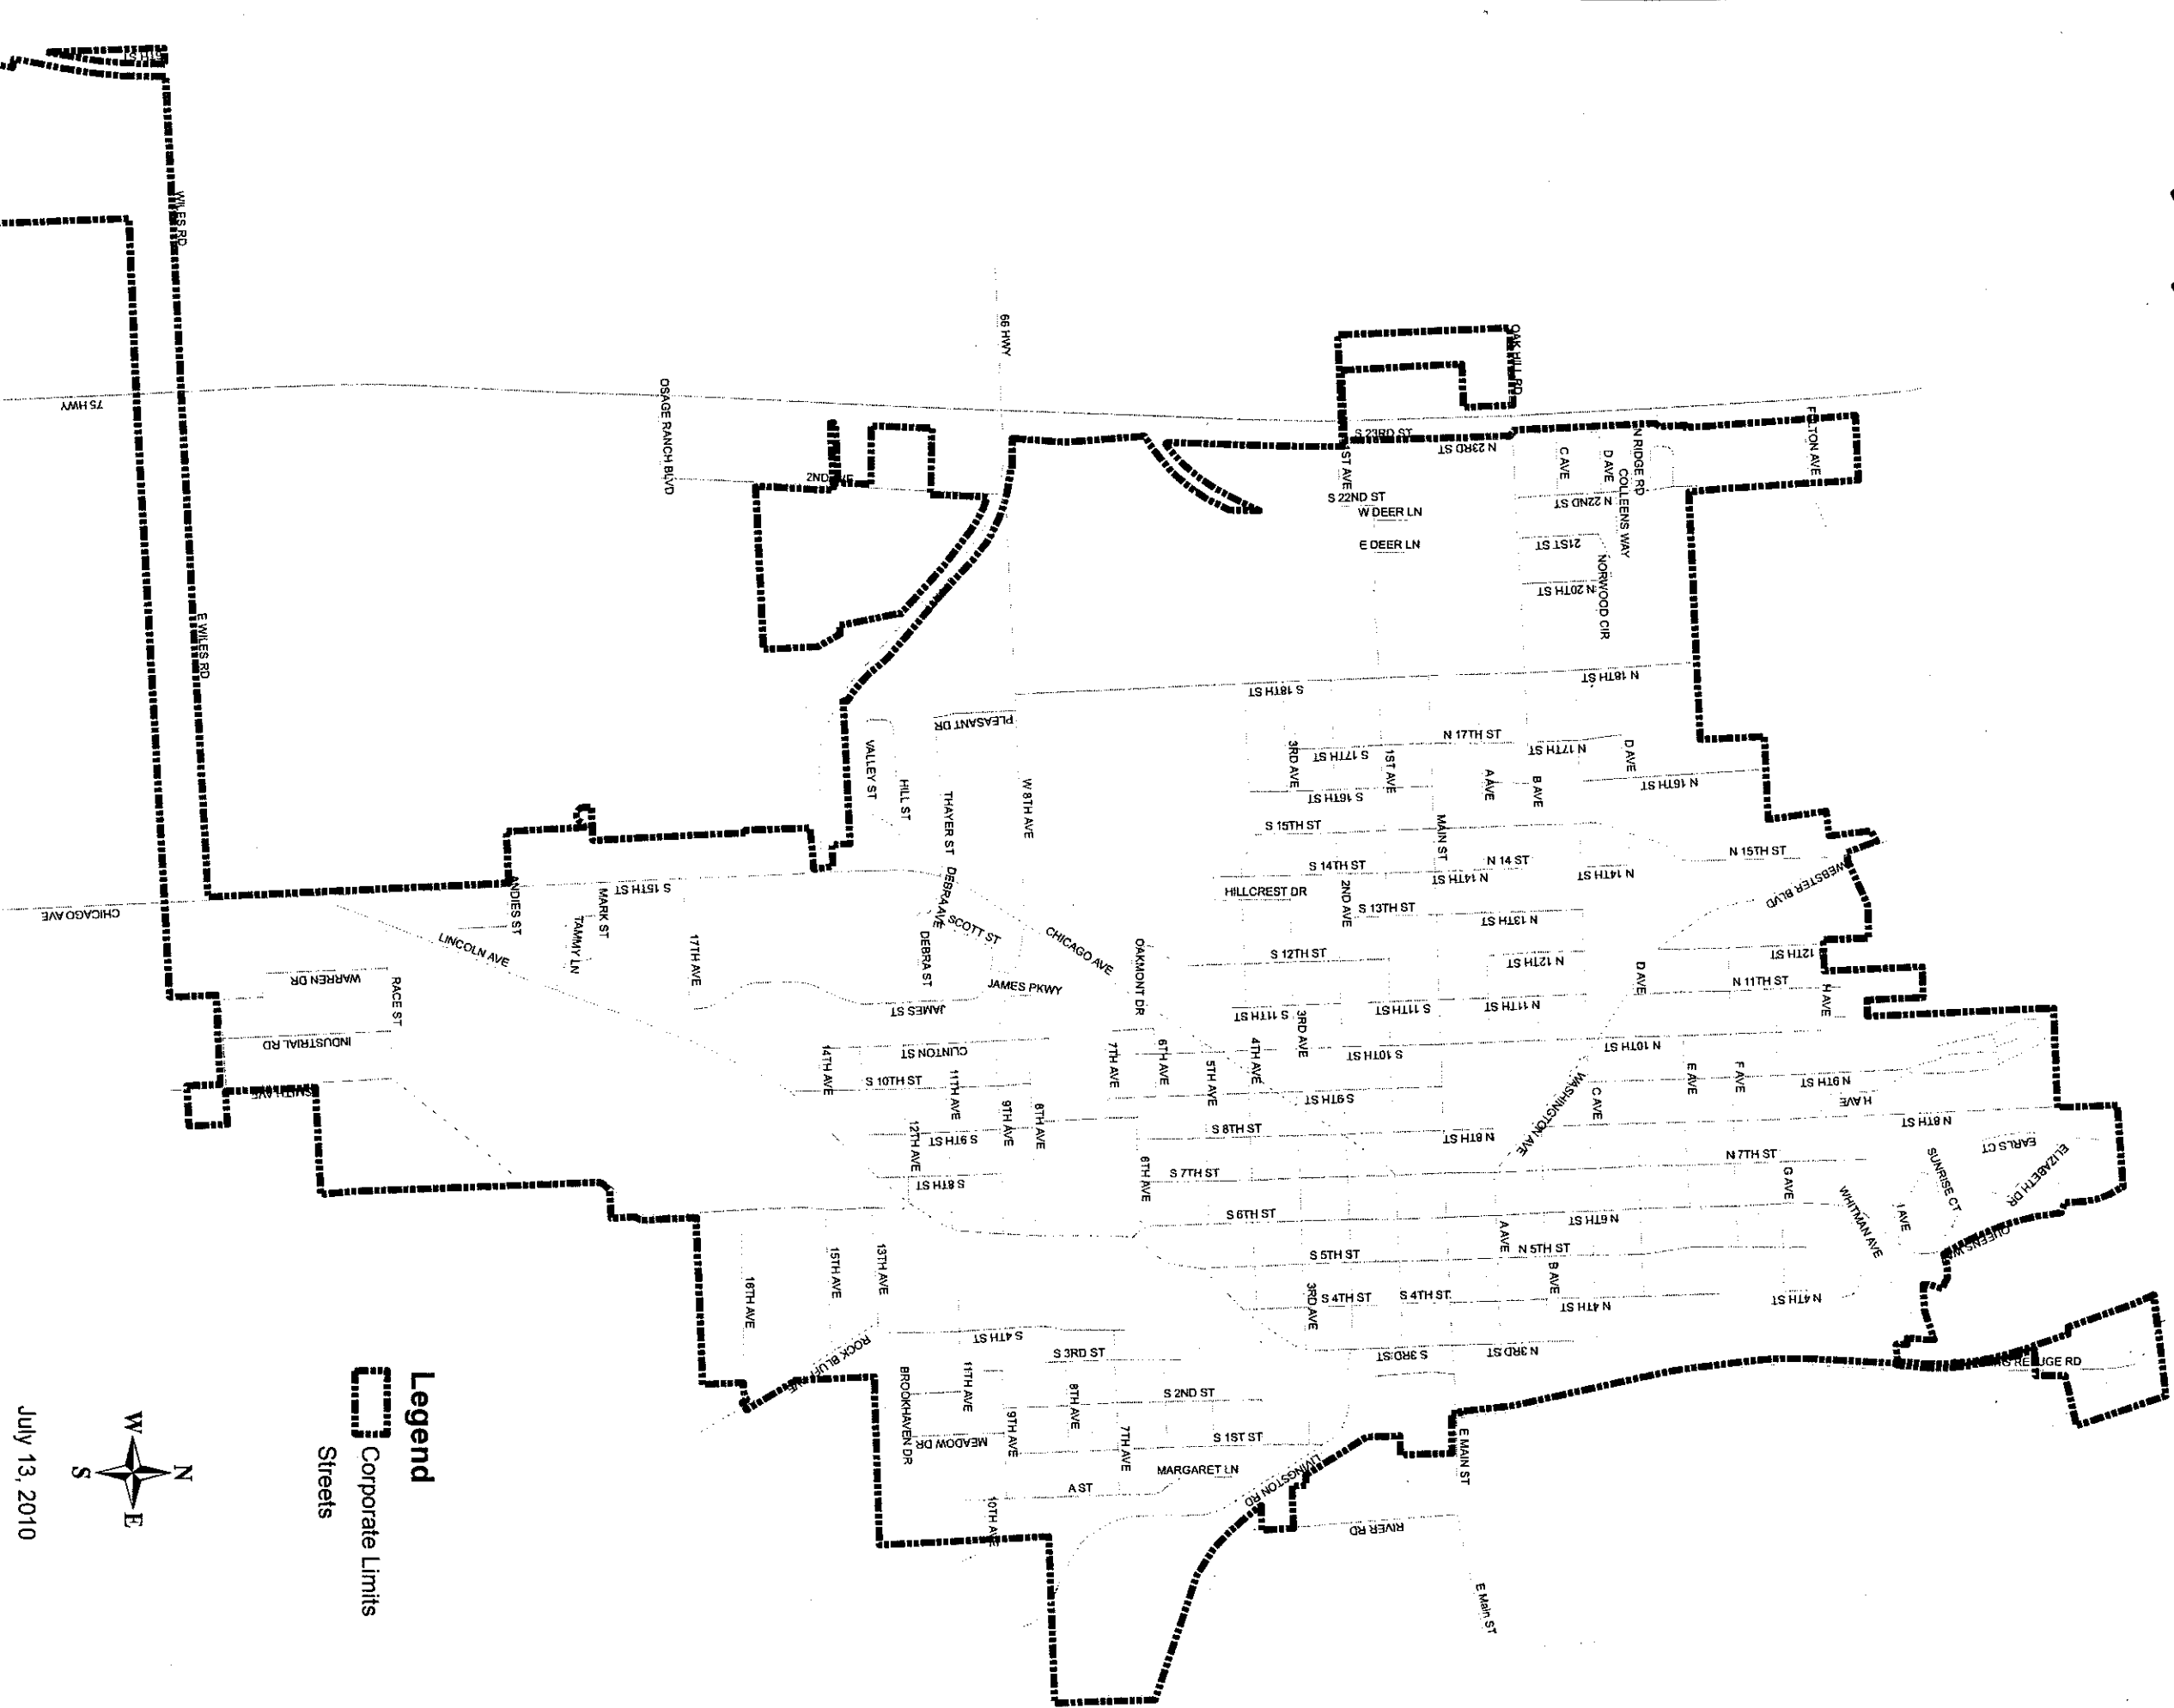 5TH ST
WILES RD
75 HWY
E WILES RD
CHICAGO AVE
OSAGE RANCH BLVD
66 HWY
OAK HILL RD
S 23RD ST
N 23RD ST
1ST AVE
S 22ND ST
W DEER LN
E DEER LN
C AVE
D AVE
N RIDGE RD
COLLEENS WAY
N 22ND ST
21ST ST
NORWOOD CIR
N 20TH ST
FULTON AVE
S 18TH ST
N 18TH ST
PLEASANT DR
VALLEY ST
HILL ST
THAYER ST
W 8TH AVE
3RD AVE
S 17TH ST
1ST AVE
N 17TH ST
N 17TH ST
D AVE
A AVE
B AVE
N 16TH ST
S 16TH ST
S 15TH ST
MAIN ST
N 15TH ST
S 14TH ST
N 14 ST
N 14TH ST
N 14TH ST
WEBSTER BLVD
HILLCREST DR
2ND AVE
S 13TH ST
N 13TH ST
ANDIES ST
MARK ST
TAMMY LN
S 15TH ST
LINCOLN AVE
17TH AVE
DEBRA AVE
SCOTT ST
DEBRA ST
CHICAGO AVE
OAKMONT DR
S 12TH ST
N 12TH ST
12TH ST
WARREN DR
RACE ST
INDUSTRIAL RD
SMITH AVE
JAMES PKWY
JAMES ST
CLINTON ST
14TH AVE
S 10TH ST
11TH AVE
9TH AVE
8TH AVE
7TH AVE
6TH AVE
5TH AVE
4TH AVE
S 11TH ST
3RD AVE
S 11TH ST
N 11TH ST
D AVE
N 11TH ST
H AVE
S 10TH ST
N 10TH ST
WASHINGTON AVE
C AVE
E AVE
F AVE
N 9TH ST
H AVE
S 9TH ST
12TH AVE
S 9TH ST
S 8TH ST
S 8TH ST
N 8TH ST
N 8TH ST
EARLS CT
ELIZABETH DR
SUNRISE CT
6TH AVE
S 7TH ST
N 7TH ST
G AVE
WHITMAN AVE
I AVE
S 6TH ST
N 6TH ST
A AVE
S 5TH ST
N 5TH ST
B AVE
3RD AVE
S 4TH ST
S 4TH ST
N 4TH ST
N 4TH ST
16TH AVE
15TH AVE
13TH AVE
S 4TH ST
S 3RD ST
S 3RD ST
N 3RD ST
BROOKHAVEN DR
11TH AVE
8TH AVE
S 2ND ST
MEADOW DR
9TH AVE
7TH AVE
S 1ST ST
MARGARET LN
A ST
10TH AVE
LIVINGSTON RD
RIVER RD
E MAIN ST
E Main ST
Legend
Corporate Limits
Streets
N
W
E
S
July 13, 2010